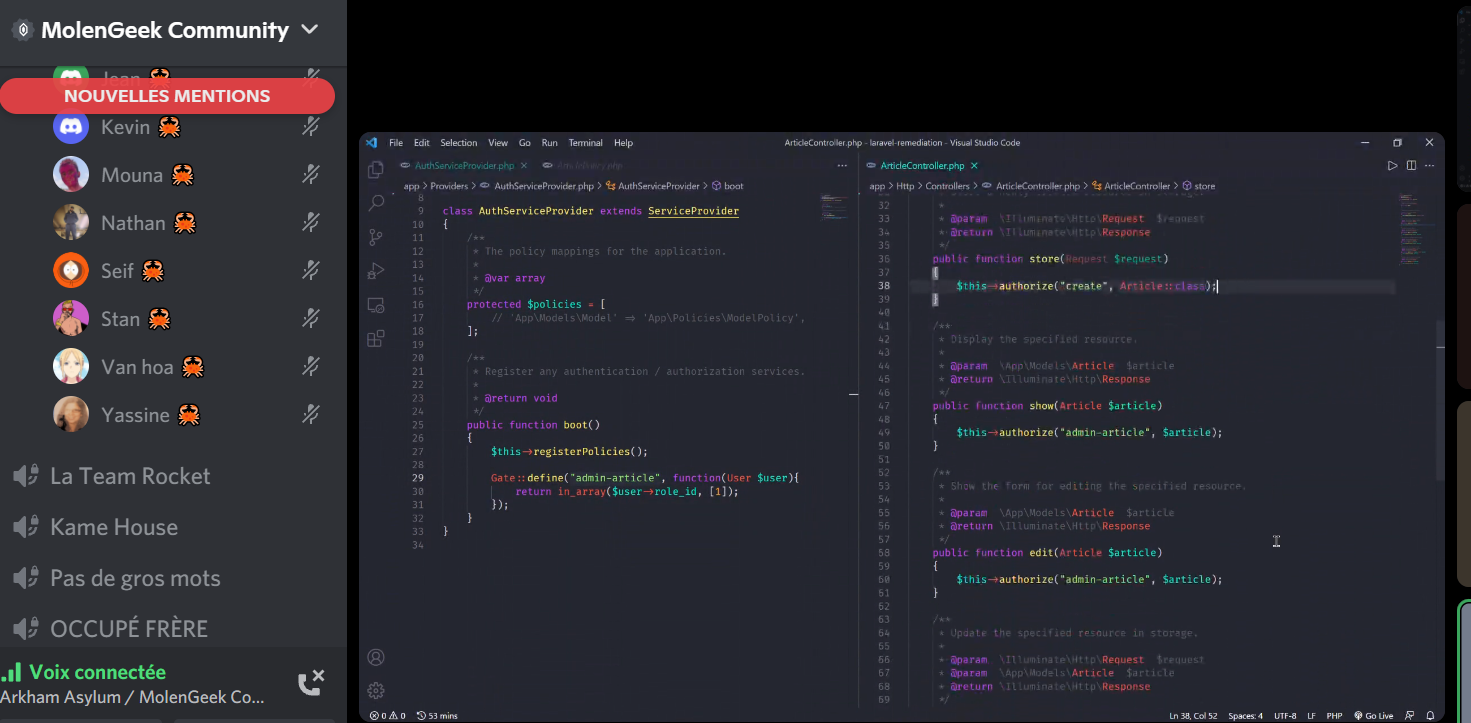 MolenGeek Community
Jean
NOUVELLES MENTIONS
Kevin
Mouna
Nathan
Seif
Stan
Van hoa
Yassine
La Team Rocket
Kame House
Pas de gros mots
OCCUPÉ FRÈRE
Voix connectée
Arkham Asylum / MolenGeek Co...
File Edit Selection View Go Run Terminal Help
ArticleController.php - laravel-remediation - Visual Studio Code
AuthServiceProvider.php
app > Providers > AuthServiceProvider.php > AuthServiceProvider > boot
8
9 class AuthServiceProvider extends ServiceProvider
10 {
11 /**
12 * The policy mappings for the application.
13 *
14 * @var array
15 */
16 protected $policies = [
17 // 'App\Models\Model' => 'App\Policies\ModelPolicy',
18 ];
19
20 /**
21 * Register any authentication / authorization services.
22 *
23 * @return void
24 */
25 public function boot()
26 {
27 $this->registerPolicies();
28
29 Gate::define("admin-article", function(User $user){
30 return in_array($user->role_id, [1]);
31 });
32 }
33 }
34
ArticleController.php
app > Http > Controllers > ArticleController.php > ArticleController > store
32 *
33 * @param \Illuminate\Http\Request $request
34 * @return \Illuminate\Http\Response
35 */
36 public function store(Request $request)
37 {
38 $this->authorize("create", Article::class);
39 }
40
41 /**
42 * Display the specified resource.
43 *
44 * @param \App\Models\Article $article
45 * @return \Illuminate\Http\Response
46 */
47 public function show(Article $article)
48 {
49 $this->authorize("admin-article", $article);
50 }
51
52 /**
53 * Show the form for editing the specified resource.
54 *
55 * @param \App\Models\Article $article
56 * @return \Illuminate\Http\Response
57 */
58 public function edit(Article $article)
59 {
60 $this->authorize("admin-article", $article);
61 }
62
63 /**
64 * Update the specified resource in storage.
65 *
66 * @param \Illuminate\Http\Request $request
67 * @param \App\Models\Article $article
68 * @return \Illuminate\Http\Response
69 */
0 0 53 mins
Ln 38, Col 52 Spaces: 4 UTF-8 LF PHP Go Live